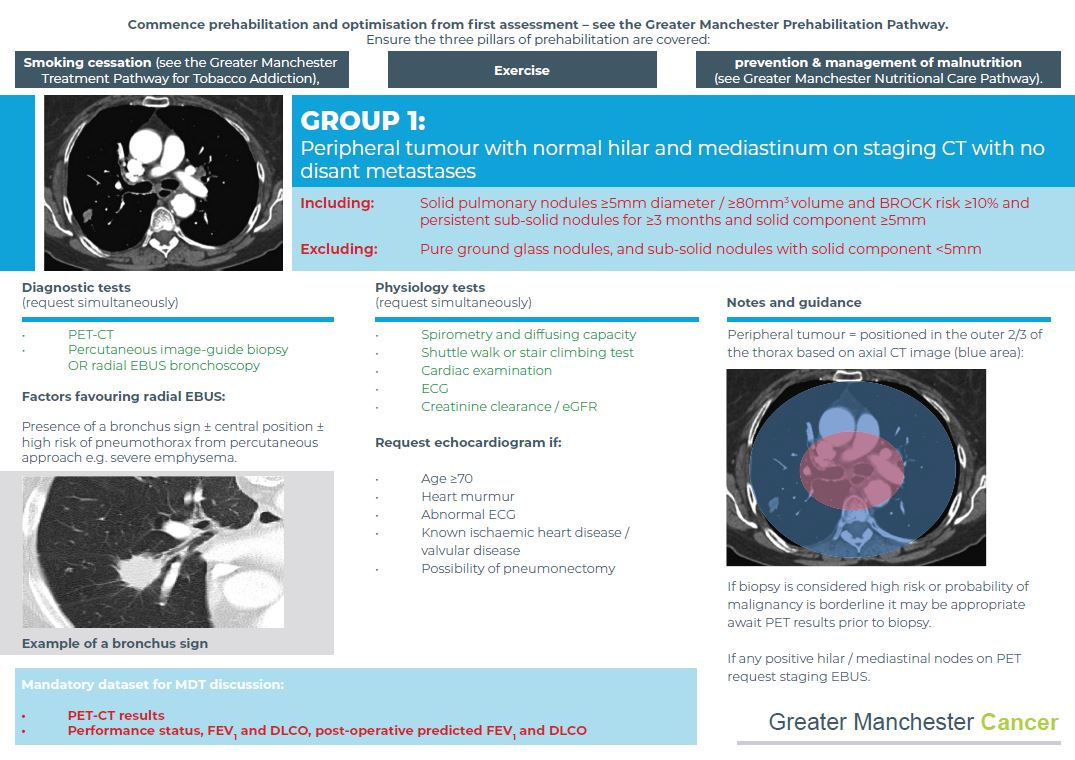 Commence prehabilitation and optimisation from first assessment – see the Greater Manchester Prehabilitation Pathway.
Ensure the three pillars of prehabilitation are covered:
Smoking cessation (see the Greater Manchester
Treatment Pathway for Tobacco Addiction),
Exercise
prevention & management of malnutrition
(see Greater Manchester Nutritional Care Pathway).
GROUP 1:
Peripheral tumour with normal hilar and mediastinum on staging CT with no
disant metastases
Including:
Solid pulmonary nodules ≥5mm diameter / ≥80mm³ volume and BROCK risk ≥10% and
persistent sub-solid nodules for ≥3 months and solid component ≥5mm
Excluding:
Pure ground glass nodules, and sub-solid nodules with solid component <5mm
Diagnostic tests
(request simultaneously)
· PET-CT
· Percutaneous image-guide biopsy
OR radial EBUS bronchoscopy
Factors favouring radial EBUS:
Presence of a bronchus sign ± central position ±
high risk of pneumothorax from percutaneous
approach e.g. severe emphysema.
Example of a bronchus sign
Physiology tests
(request simultaneously)
· Spirometry and diffusing capacity
· Shuttle walk or stair climbing test
· Cardiac examination
· ECG
· Creatinine clearance / eGFR
Request echocardiogram if:
· Age ≥70
· Heart murmur
· Abnormal ECG
· Known ischaemic heart disease /
valvular disease
· Possibility of pneumonectomy
Notes and guidance
Peripheral tumour = positioned in the outer 2/3 of
the thorax based on axial CT image (blue area):
If biopsy is considered high risk or probability of
malignancy is borderline it may be appropriate
await PET results prior to biopsy.
If any positive hilar / mediastinal nodes on PET
request staging EBUS.
Mandatory dataset for MDT discussion:
• PET-CT results
• Performance status, FEV₁ and DLCO, post-operative predicted FEV₁ and DLCO
Greater Manchester Cancer